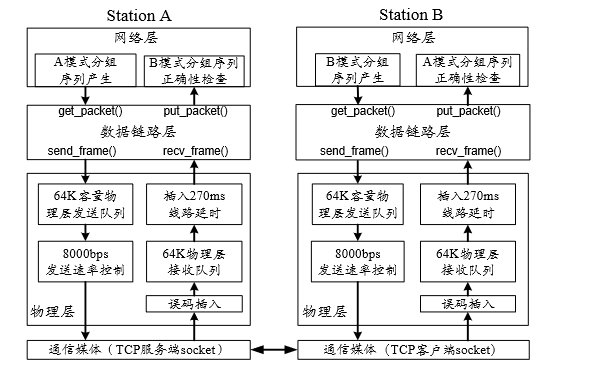 Station A
网络层
A模式分组
序列产生
B模式分组序列
正确性检查
get_packet()
put_packet()
数据链路层
send_frame()
recv_frame()
64K容量物
理层发送队列
插入270ms
线路延时
8000bps
发送速率控制
64K物理层
接收队列
误码插入
物理层
通信媒体（TCP服务端socket）
Station B
网络层
B模式分组
序列产生
A模式分组序列
正确性检查
get_packet()
put_packet()
数据链路层
send_frame()
recv_frame()
64K容量物
理层发送队列
插入270ms
线路延时
8000bps
发送速率控制
64K物理层
接收队列
误码插入
物理层
通信媒体（TCP客户端socket）